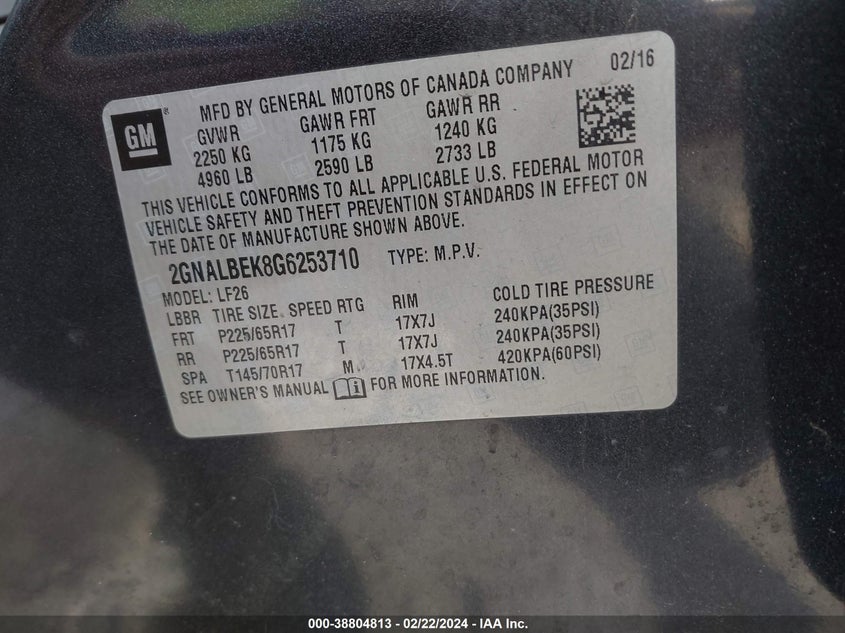 GM
MFD BY GENERAL MOTORS OF CANADA COMPANY 02/16
GVWR GAWR FRT GAWR RR
2250 KG 1175 KG 1240 KG
4960 LB 2590 LB 2733 LB
THIS VEHICLE CONFORMS TO ALL APPLICABLE U.S. FEDERAL MOTOR
VEHICLE SAFETY AND THEFT PREVENTION STANDARDS IN EFFECT ON
THE DATE OF MANUFACTURE SHOWN ABOVE.
2GNALBEK8G6253710 TYPE: M.P.V.
MODEL: LF26
LBBR TIRE SIZE SPEED RTG RIM COLD TIRE PRESSURE
FRT P225/65R17 T 17X7J 240KPA(35PSI)
RR P225/65R17 T 17X7J 240KPA(35PSI)
SPA T145/70R17 M 17X4.5T 420KPA(60PSI)
SEE OWNER'S MANUAL FOR MORE INFORMATION.
000-38804813 - 02/22/2024 - IAAI.com